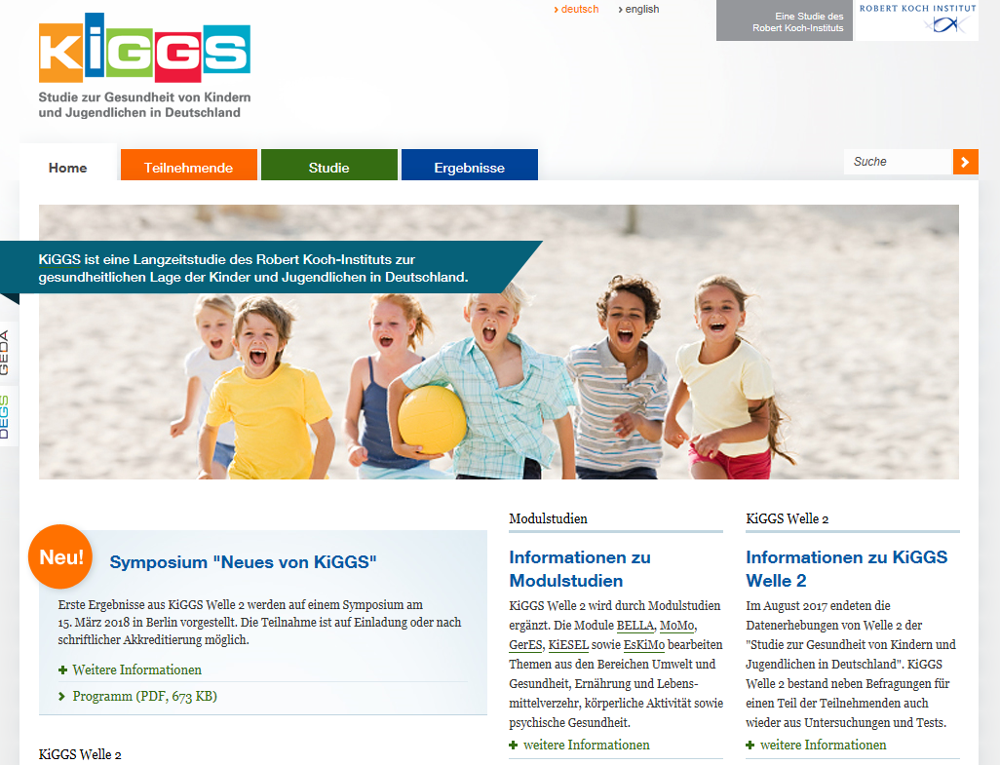 deutsch
english
Eine Studie des
Robert Koch-Instituts
ROBERT KOCH INSTITUT
KiGGS
Studie zur Gesundheit von Kindern
und Jugendlichen in Deutschland
Home
Teilnehmende
Studie
Ergebnisse
Suche
KiGGS ist eine Langzeitstudie des Robert Koch-Instituts zur
gesundheitlichen Lage der Kinder und Jugendlichen in Deutschland.
GEDA
DEGS
Neu!
Symposium "Neues von KiGGS"
Erste Ergebnisse aus KiGGS Welle 2 werden auf einem Symposium am
15. März 2018 in Berlin vorgestellt. Die Teilnahme ist auf Einladung oder nach
schriftlicher Akkreditierung möglich.
Weitere Informationen
Programm (PDF, 673 KB)
KiGGS Welle 2
Modulstudien
Informationen zu
Modulstudien
KiGGS Welle 2 wird durch Modulstudien
ergänzt. Die Module BELLA, MoMo,
GerES, KiESEL sowie EsKiMo bearbeiten
Themen aus den Bereichen Umwelt und
Gesundheit, Ernährung und Lebens-
mittelverzehr, körperliche Aktivität sowie
psychische Gesundheit.
weitere Informationen
KiGGS Welle 2
Informationen zu KiGGS
Welle 2
Im August 2017 endeten die
Datenerhebungen von Welle 2 der
"Studie zur Gesundheit von Kindern und
Jugendlichen in Deutschland". KiGGS
Welle 2 bestand neben Befragungen für
einen Teil der Teilnehmenden auch
wieder aus Untersuchungen und Tests.
weitere Informationen